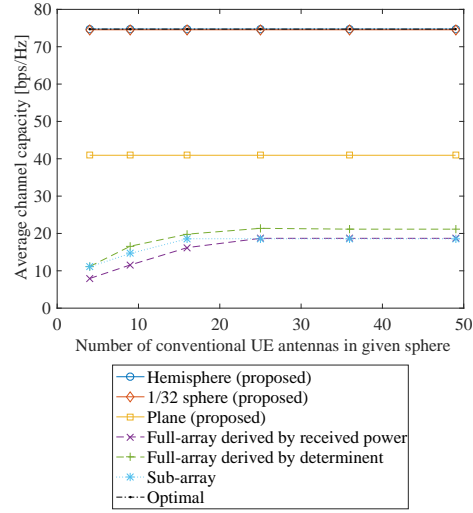 80
70
60
50
40
30
20
10
0
Average channel capacity [bps/Hz]
0 10 20 30 40 50
Number of conventional UE antennas in given sphere
Hemisphere (proposed)
1/32 sphere (proposed)
Plane (proposed)
Full-array derived by received power
Full-array derived by determinent
Sub-array
Optimal